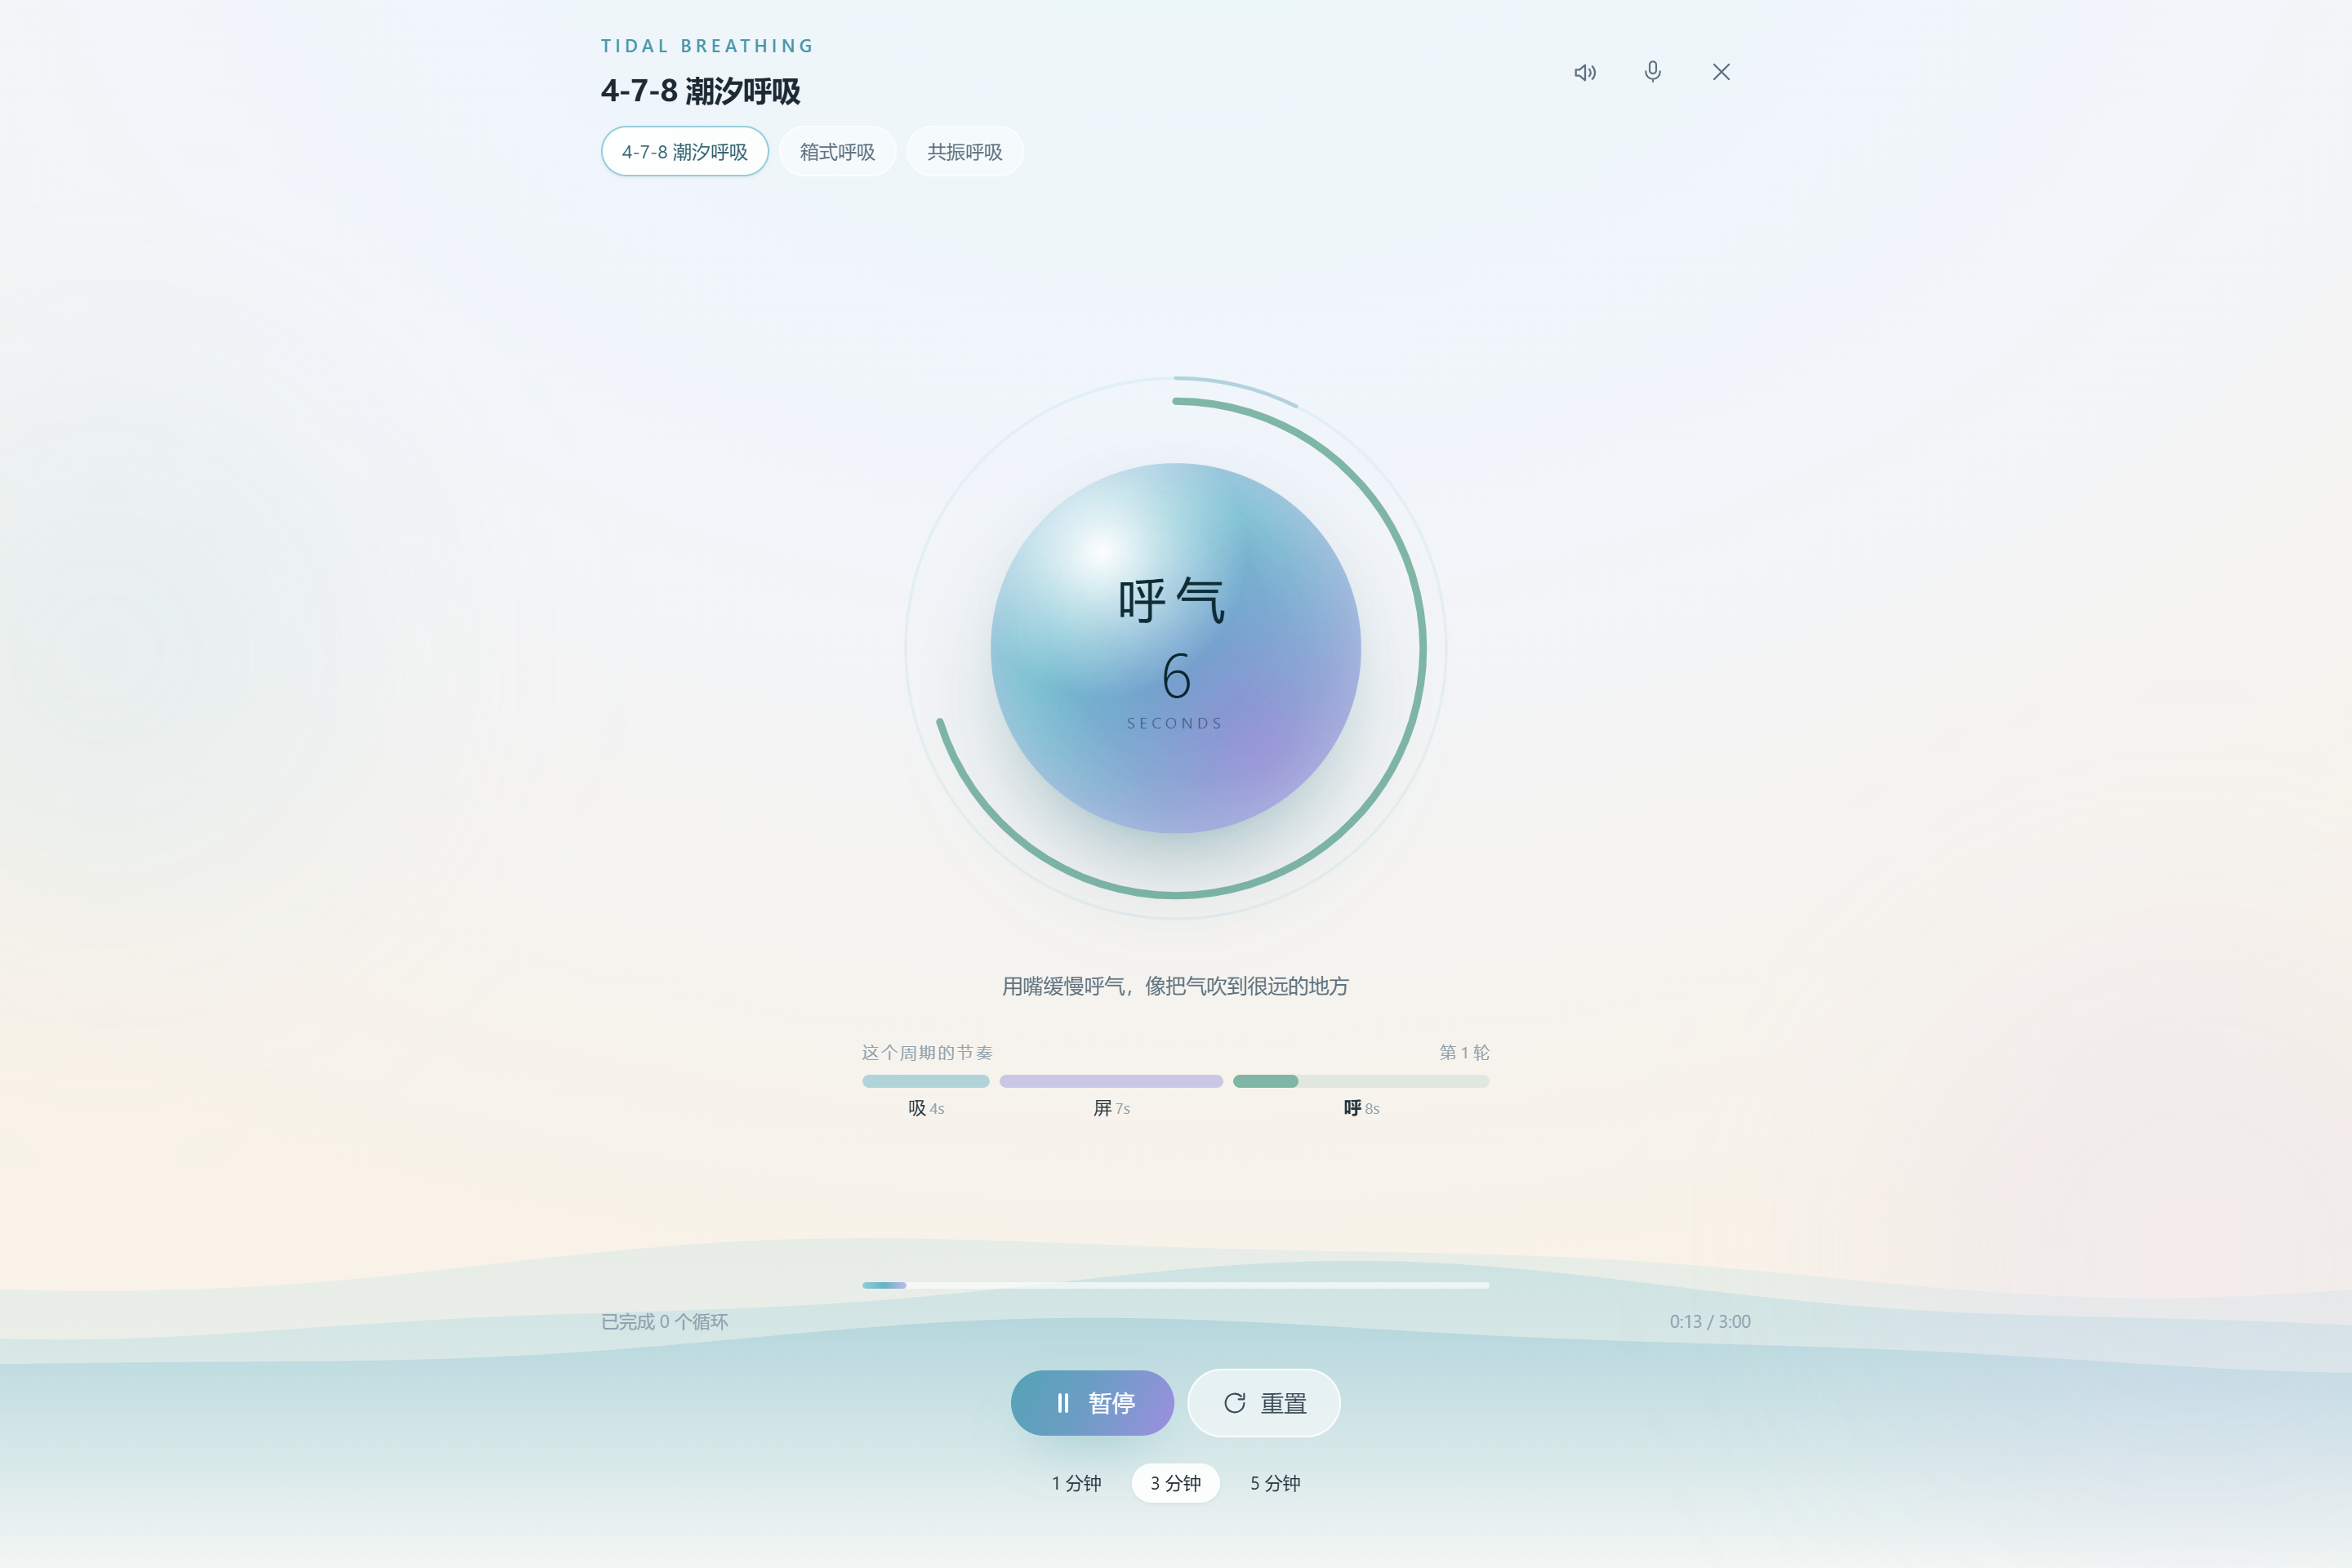 TIDAL BREATHING
4-7-8 潮汐呼吸
4-7-8 潮汐呼吸 箱式呼吸 共振呼吸
呼气
6
SECONDS
用嘴缓慢呼气，像把气吹到很远的地方
这个周期的节奏 第 1 轮
吸 4s 屏 7s 呼 8s
已完成 0 个循环 0:13 / 3:00
暂停 重置
1 分钟 3 分钟 5 分钟